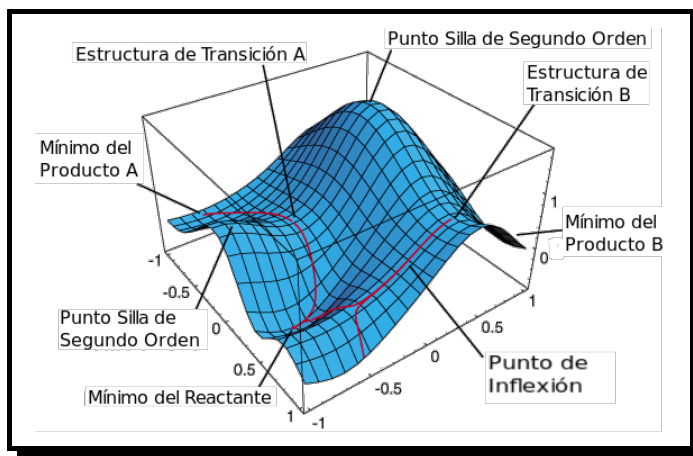 Punto Silla de Segundo Orden
Estructura de Transición A
Estructura de
Transición B
Mínimo del
Producto A
Mínimo del
Producto B
Punto Silla de
Segundo Orden
Mínimo del Reactante
Punto de
Inflexión
-1
-0.5
0
0.5
1
-1
-0.5
0
0.5
1
0
1